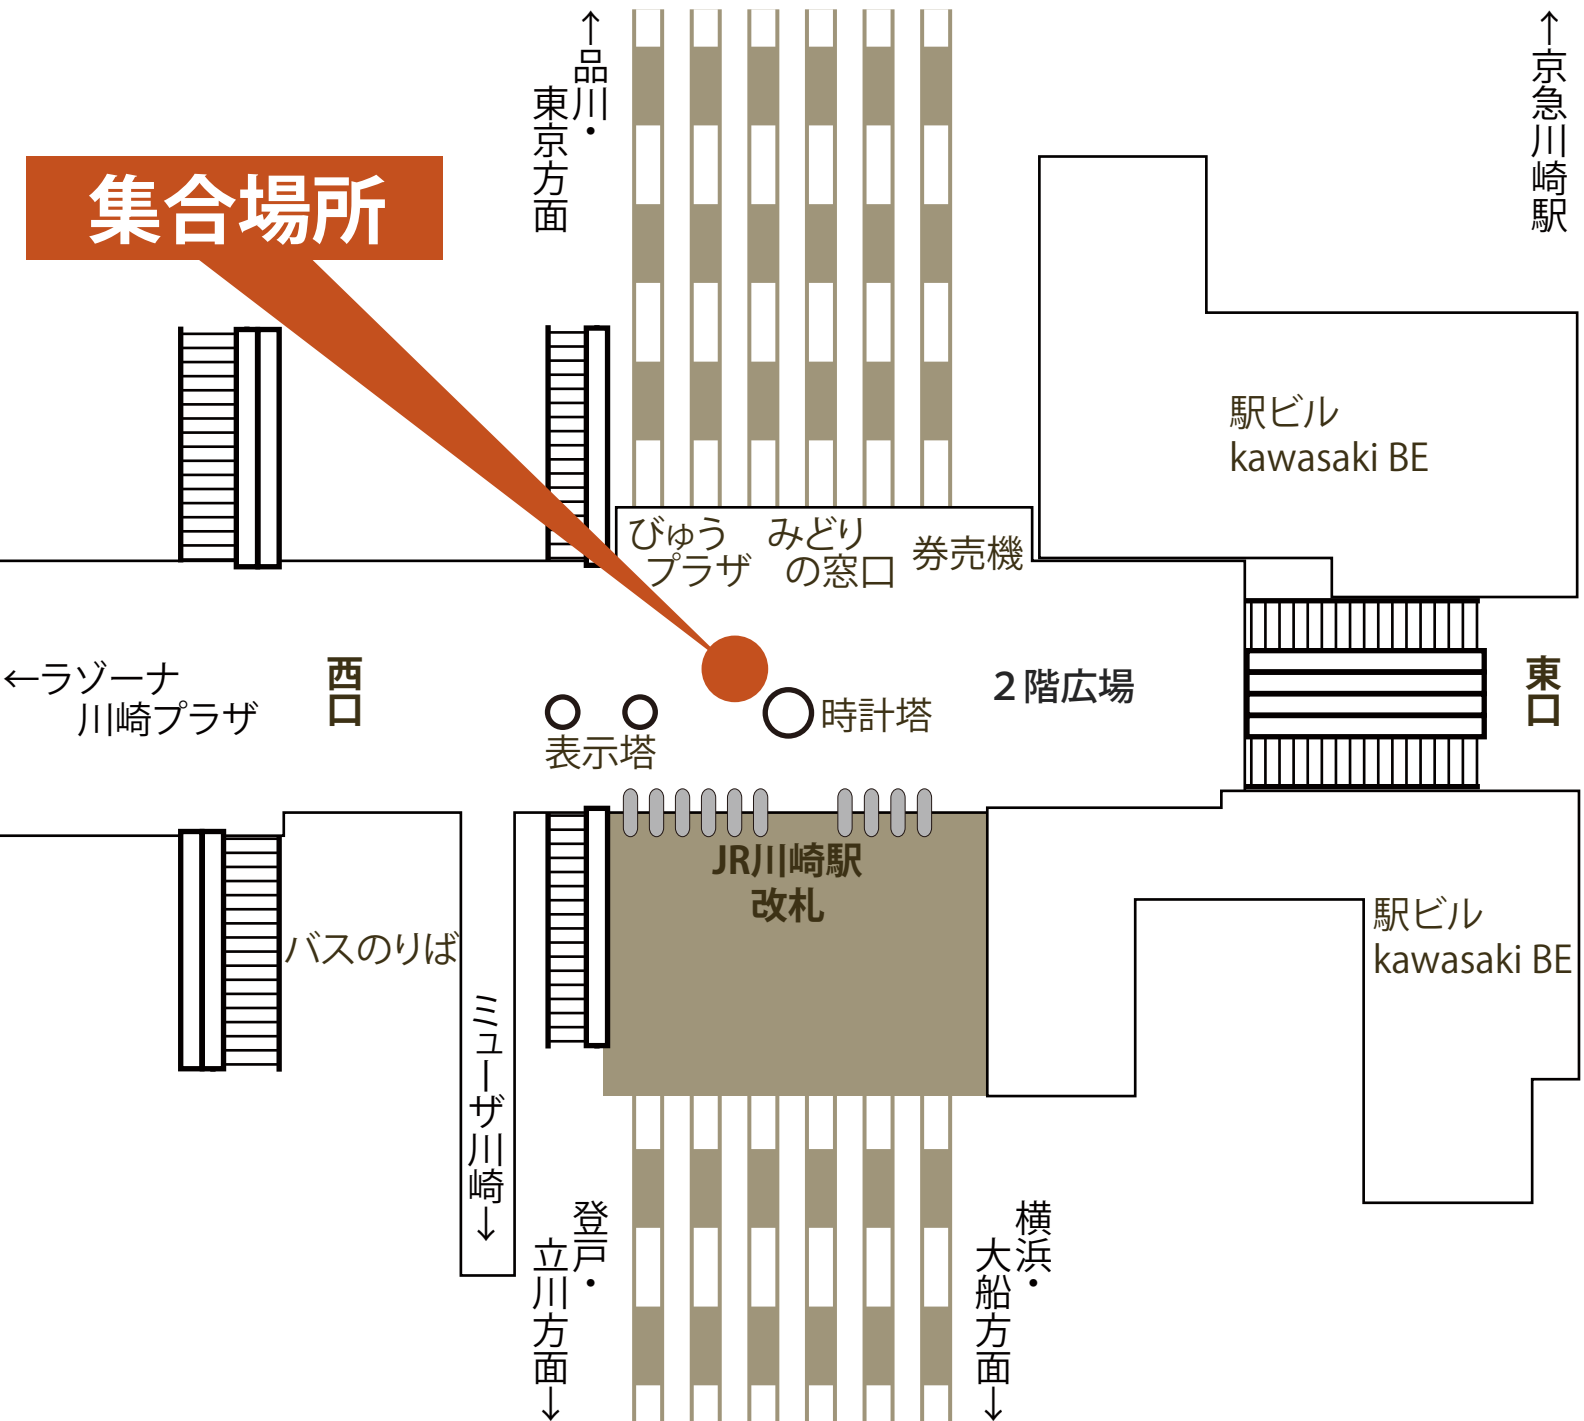 ←品川・
東京方面
←京急川崎駅
集合場所
駅ビル
kawasaki BE
びゅう
プラザ
みどり
の窓口
券売機
←ラゾーナ
川崎プラザ
西口
２階広場
東口
時計塔
表示塔
JR川崎駅
改札
バスのりば
駅ビル
kawasaki BE
ミューザ川崎→
登戸・
立川方面→
横浜・
大船方面→